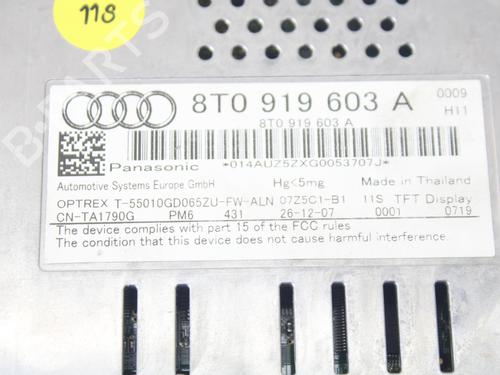 118
8T0 919 603 A
0009
H11
8T0 919 603 A
Panasonic
*014AUZ5ZXG0053707J*
Automotive Systems Europe GmbH Hg<5mg Made in Thailand
OPTREX T-55010GD065ZU-FW-ALN 07Z5C1-B1 11S TFT Display
CN-TA1790G PM6 431 26-12-07 0001 0719
The device complies with part 15 of the FCC rules
The condition that this device does not cause harmful interference.
B-PARTS